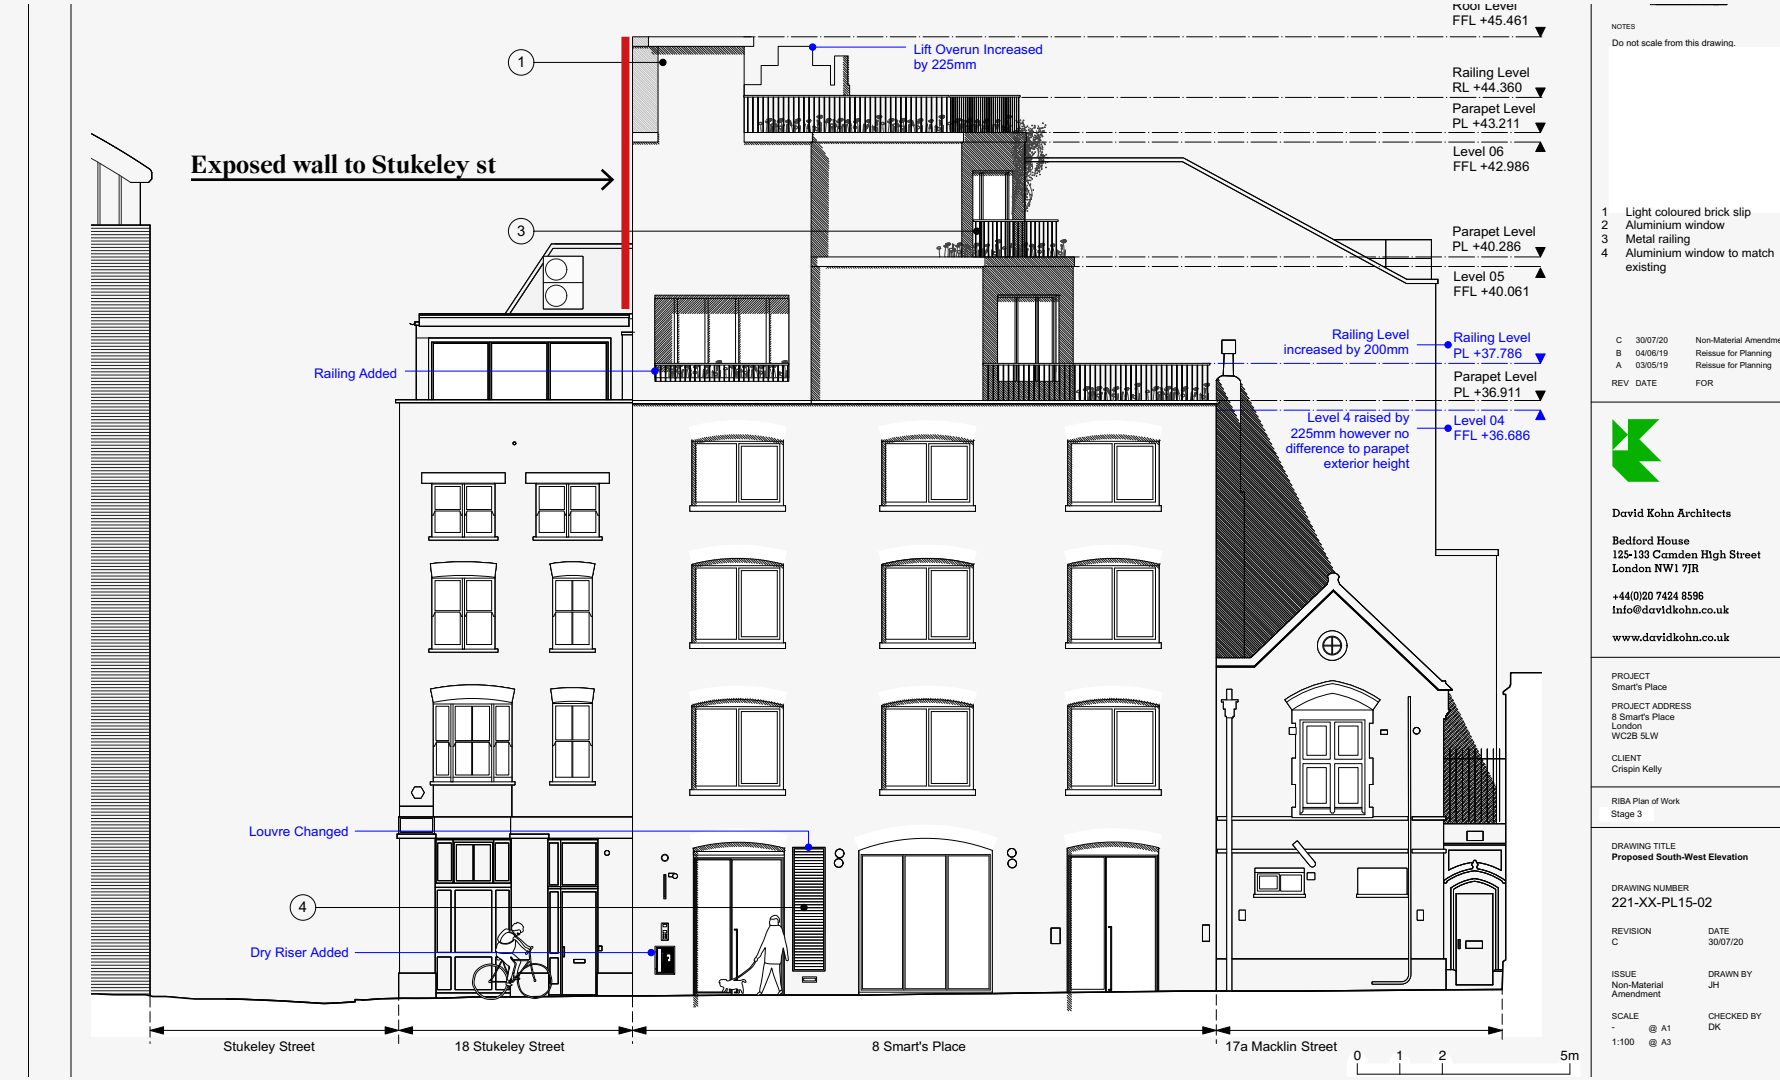 Roof Level
FFL +45.461
Lift Overun Increased
by 225mm
1
Railing Level
RL +44.360
Parapet Level
PL +43.211
Level 06
FFL +42.986
Exposed wall to Stukeley st
3
Parapet Level
PL +40.286
Level 05
FFL +40.061
Railing Level
increased by 200mm
Railing Level
PL +37.786
Railing Added
Parapet Level
PL +36.911
Level 4 raised by
225mm however no
difference to parapet
exterior height
Level 04
FFL +36.686
Louvre Changed
4
Dry Riser Added
Stukeley Street
18 Stukeley Street
8 Smart's Place
17a Macklin Street
0 1 2 5m
NOTES
Do not scale from this drawing.
1 Light coloured brick slip
2 Aluminium window
3 Metal railing
4 Aluminium window to match
existing
C 30/07/20 Non-Material Amendme
B 04/06/19 Reissue for Planning
A 03/05/19 Reissue for Planning
REV DATE FOR
David Kohn Architects
Bedford House
125-133 Camden High Street
London NW1 7JR
+44(0)20 7424 8596
info@davidkohn.co.uk
www.davidkohn.co.uk
PROJECT
Smart's Place
PROJECT ADDRESS
8 Smart's Place
London
WC2B 5LW
CLIENT
Crispin Kelly
RIBA Plan of Work
Stage 3
DRAWING TITLE
Proposed South-West Elevation
DRAWING NUMBER
221-XX-PL15-02
REVISION DATE
C 30/07/20
ISSUE DRAWN BY
Non-Material JH
Amendment
SCALE CHECKED BY
- @ A1 DK
1:100 @ A3